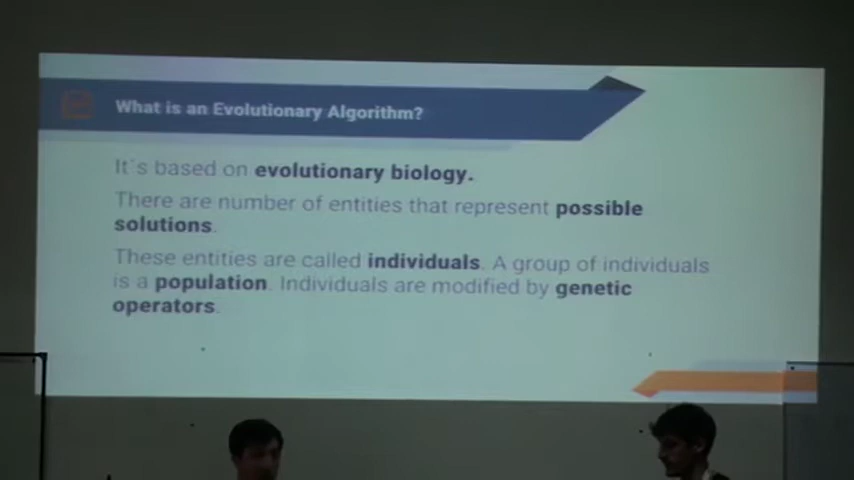 What is an Evolutionary Algorithm?
It´s based on evolutionary biology.
There are number of entities that represent possible
solutions.
These entities are called individuals. A group of individuals
is a population. Individuals are modified by genetic
operators.